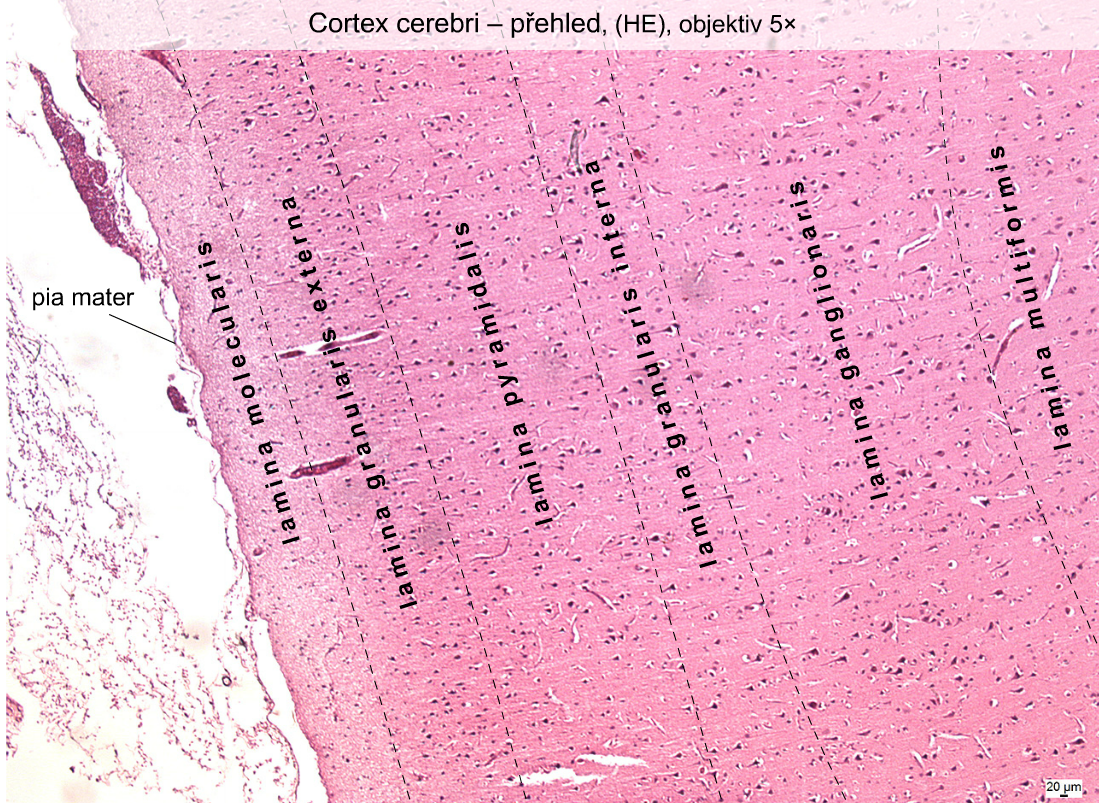 Cortex cerebri – přehled, (HE), objektiv 5×
pia mater
lamina molecularis
lamina granularis externa
lamina pyramidalis
lamina granularis interna
lamina ganglionaris
lamina multiformis
20 µm